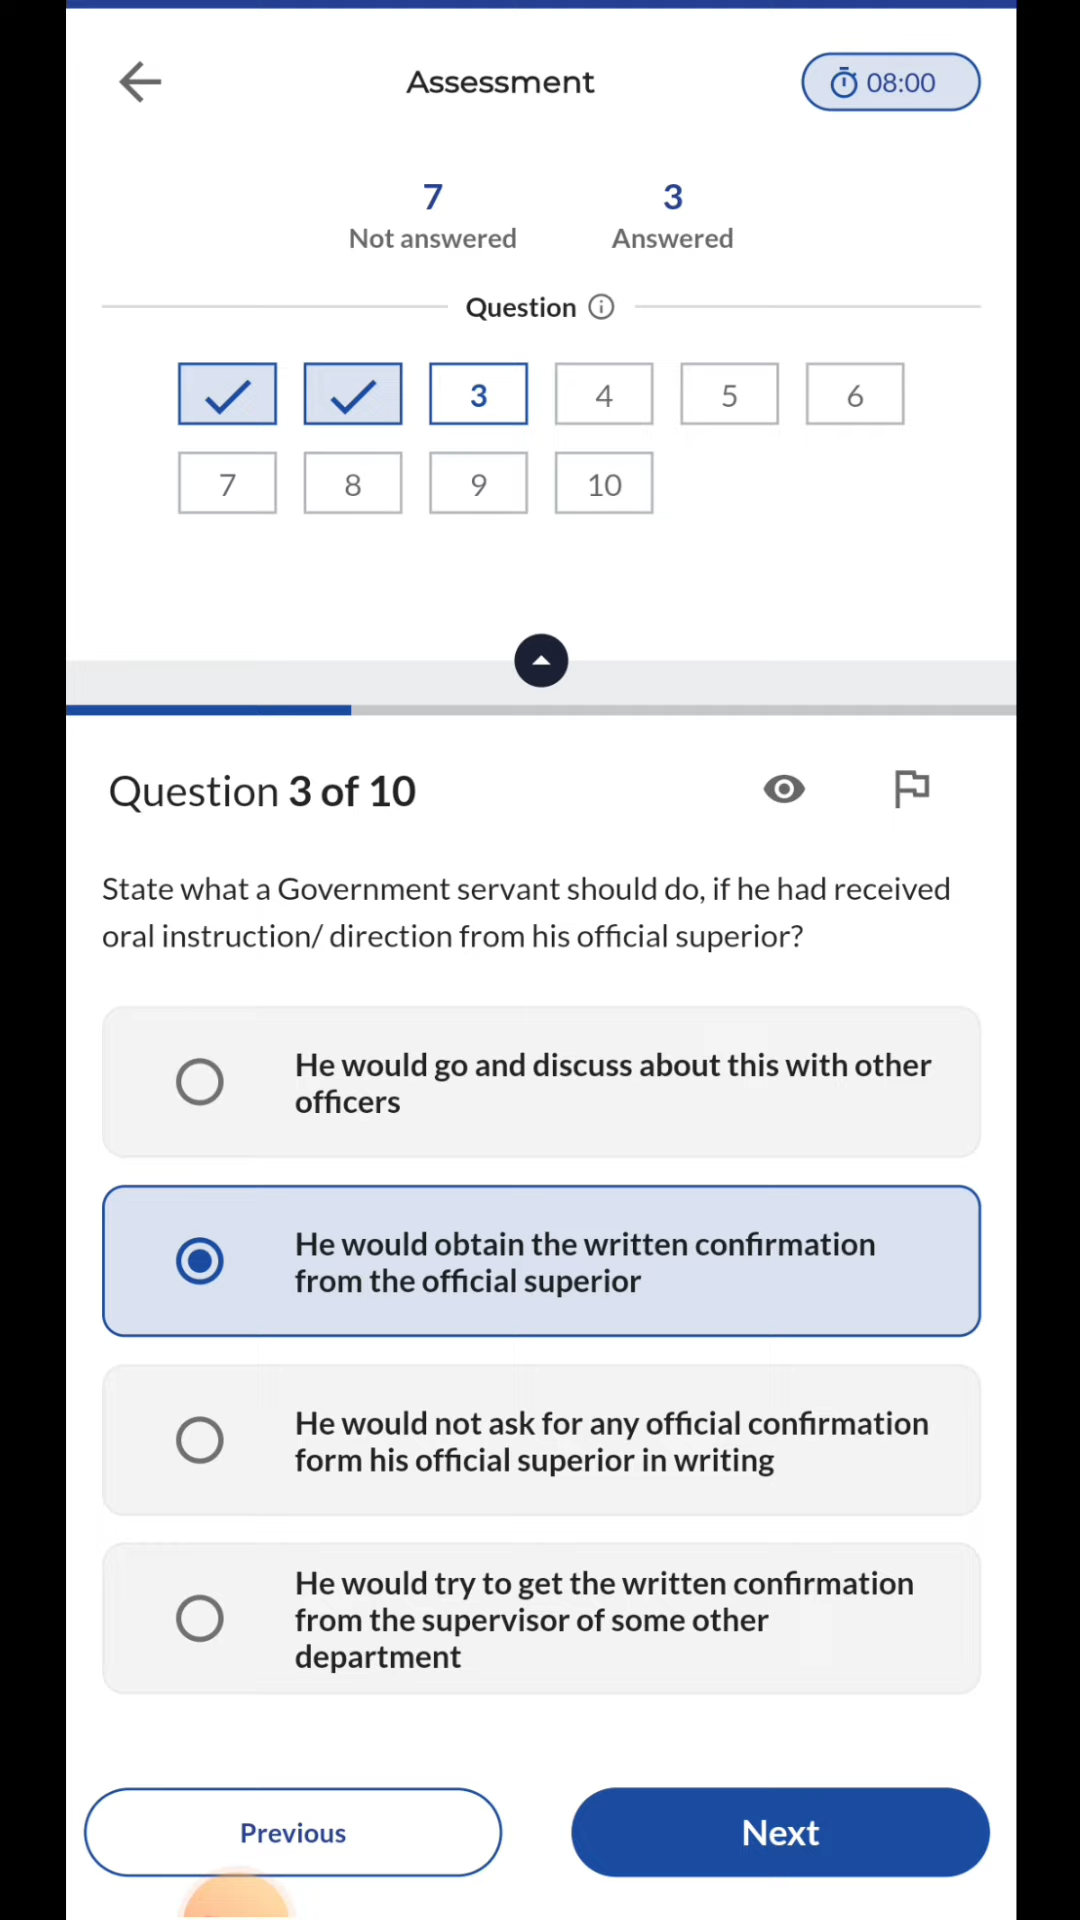 Assessment
08:00
7
3
Not answered
Answered
Question
3
4
5
6
7
8
9
10
Question 3 of 10
State what a Government servant should do, if he had received
oral instruction/ direction from his official superior?
He would go and discuss about this with other
officers
He would obtain the written confirmation
from the official superior
He would not ask for any official confirmation
form his official superior in writing
He would try to get the written confirmation
from the supervisor of some other
department
Previous
Next